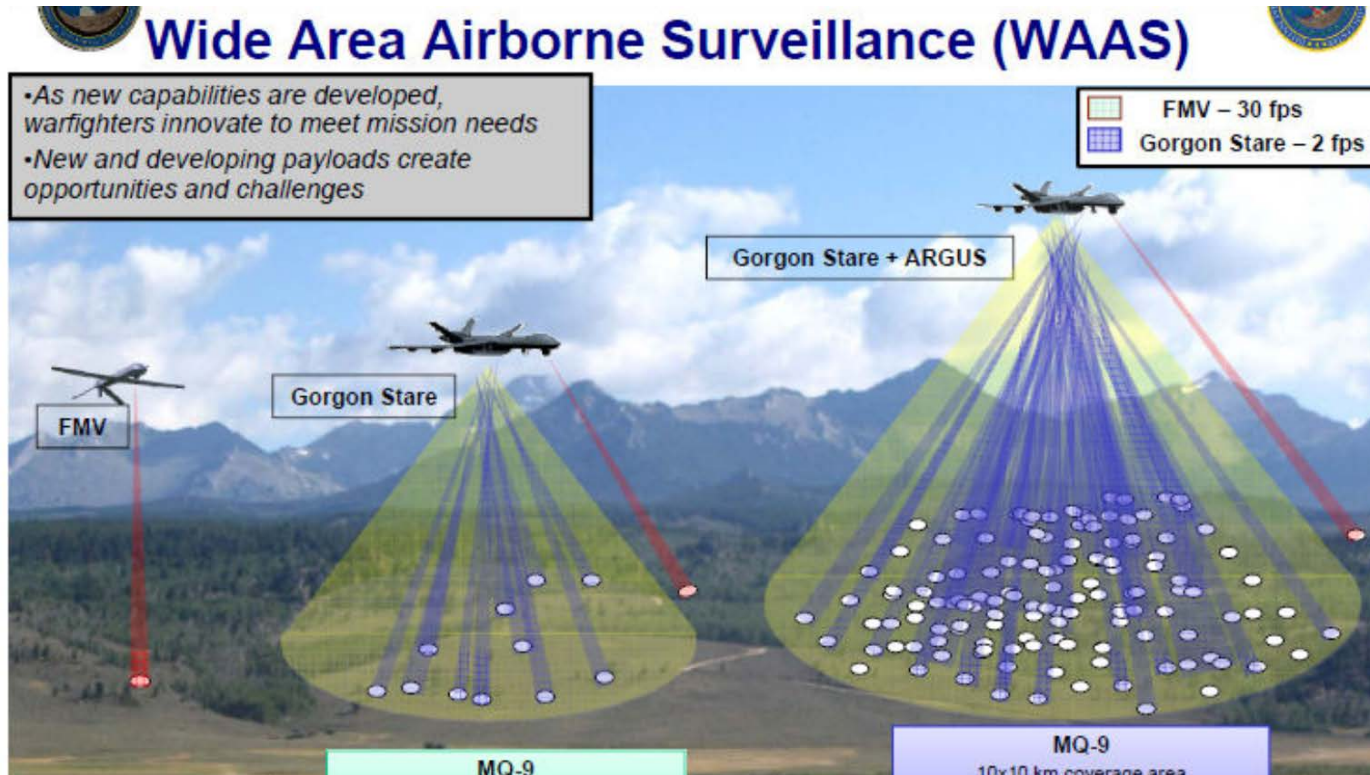 Wide Area Airborne Surveillance (WAAS)
•As new capabilities are developed,
warfighters innovate to meet mission needs
•New and developing payloads create
opportunities and challenges
FMV – 30 fps
Gorgon Stare – 2 fps
Gorgon Stare + ARGUS
Gorgon Stare
FMV
MQ-9
MQ-9
10x10 km coverage area